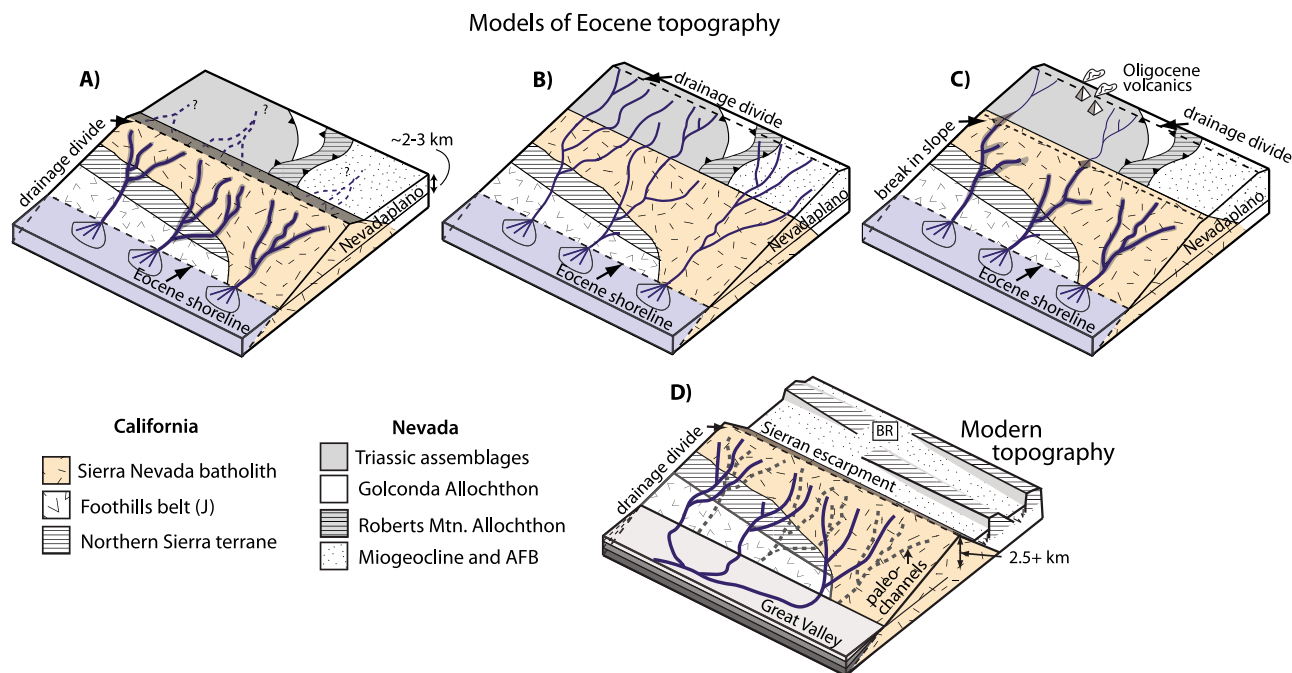 Models of Eocene topography
A)
drainage divide
?
?
?
~2-3 km
Nevadaplano
Eocene shoreline
B)
drainage divide
Nevadaplano
Eocene shoreline
C)
Oligocene
volcanics
drainage divide
break in slope
Nevadaplano
Eocene shoreline
California
Sierra Nevada batholith
Foothills belt (J)
Northern Sierra terrane
Nevada
Triassic assemblages
Golconda Allochthon
Roberts Mtn. Allochthon
Miogeocline and AFB
D)
drainage divide
Sierran escarpment
BR
Modern
topography
2.5+ km
paleo-
channels
Great Valley